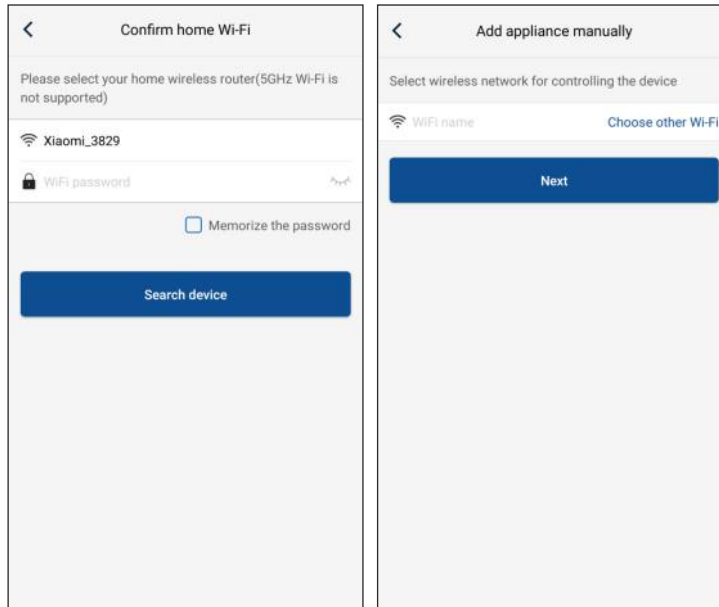 Confirm home Wi-Fi
Please select your home wireless router(5GHz Wi-Fi is
not supported)
Xiaomi_3829
WiFi password
Memorize the password
Search device
Add appliance manually
Select wireless network for controlling the device
WiFi name
Choose other Wi-Fi
Next